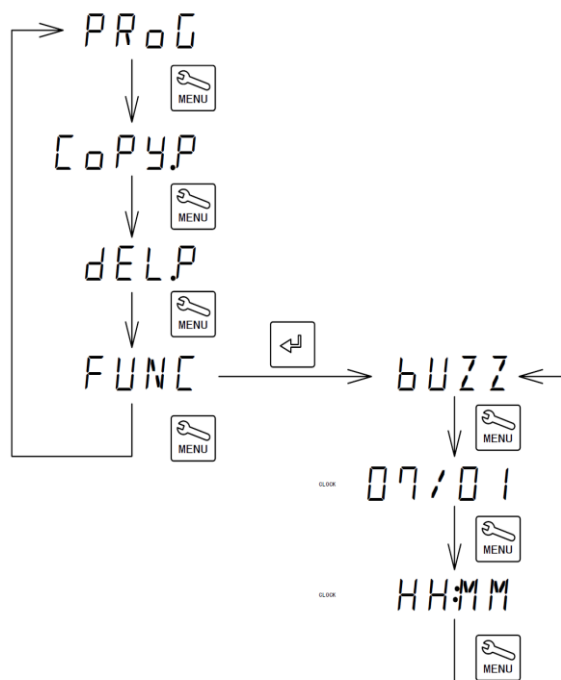 PRoG
MENU
CoPY.P
MENU
dEL.P
MENU
FUNC
MENU
bUZZ
MENU
CLOCK 07/01
MENU
CLOCK HH:MM
MENU